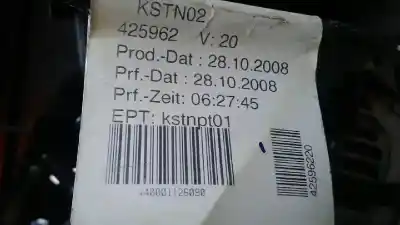 KSTN02
425962 V: 20
Prod.-Dat : 28.10.2008
Prf.-Dat : 28.10.2008
Prf.-Zeit: 06:27:45
EPT: kstnpt01
42596220